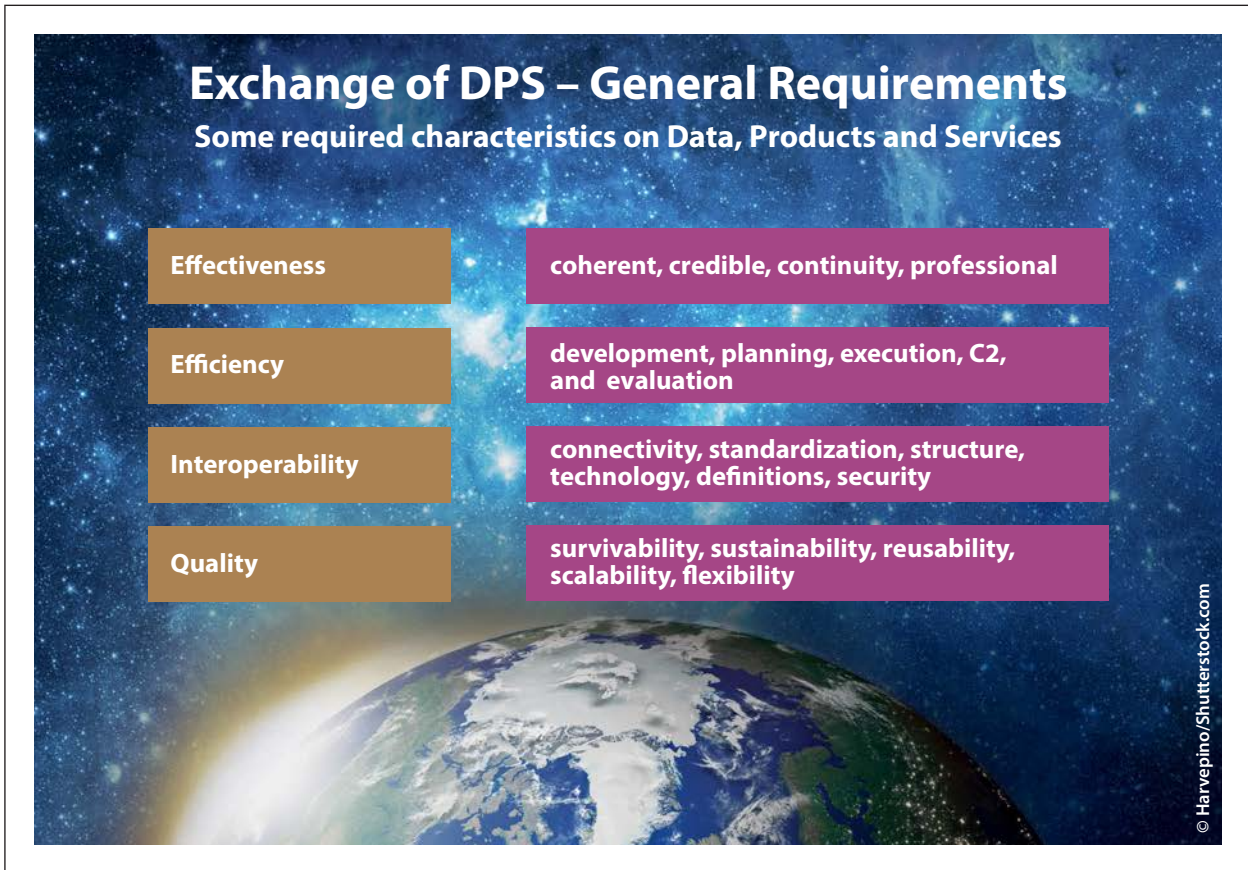 Exchange of DPS – General Requirements
Some required characteristics on Data, Products and Services
Effectiveness
coherent, credible, continuity, professional
Efficiency
development, planning, execution, C2,
and evaluation
Interoperability
connectivity, standardization, structure,
technology, definitions, security
Quality
survivability, sustainability, reusability,
scalability, flexibility
© Harvepino/Shutterstock.com